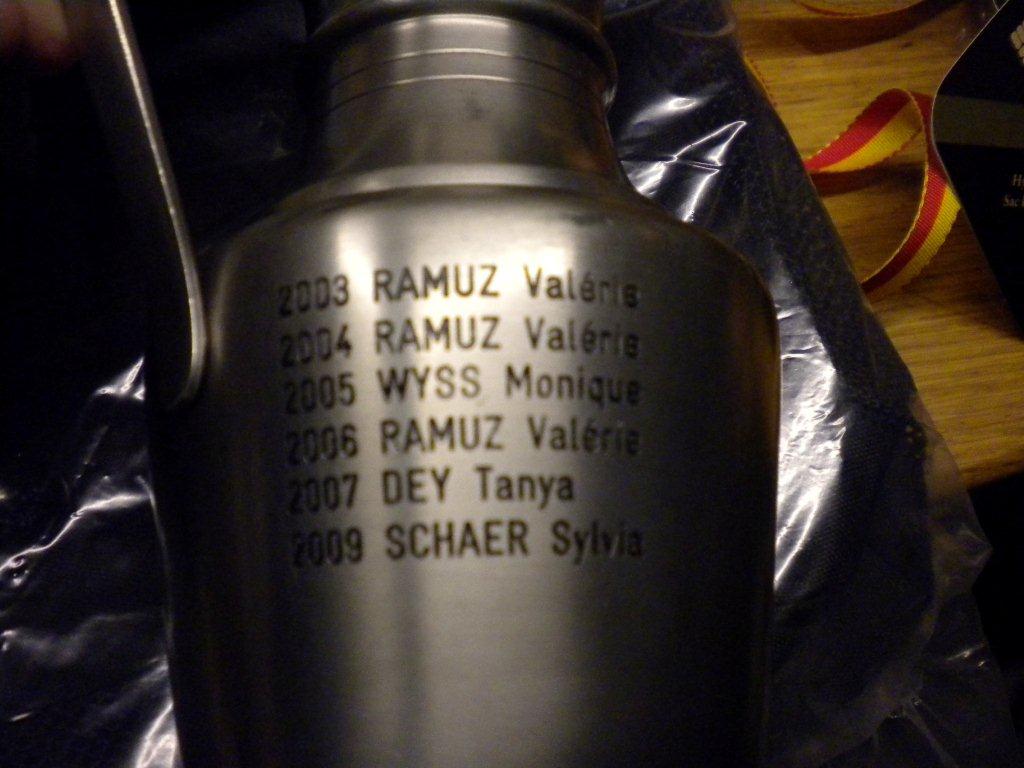 2003 RAMUZ Valérie
2004 RAMUZ Valérie
2005 WYSS Monique
2006 RAMUZ Valérie
2007 DEY Tanya
2009 SCHAER Sylvia